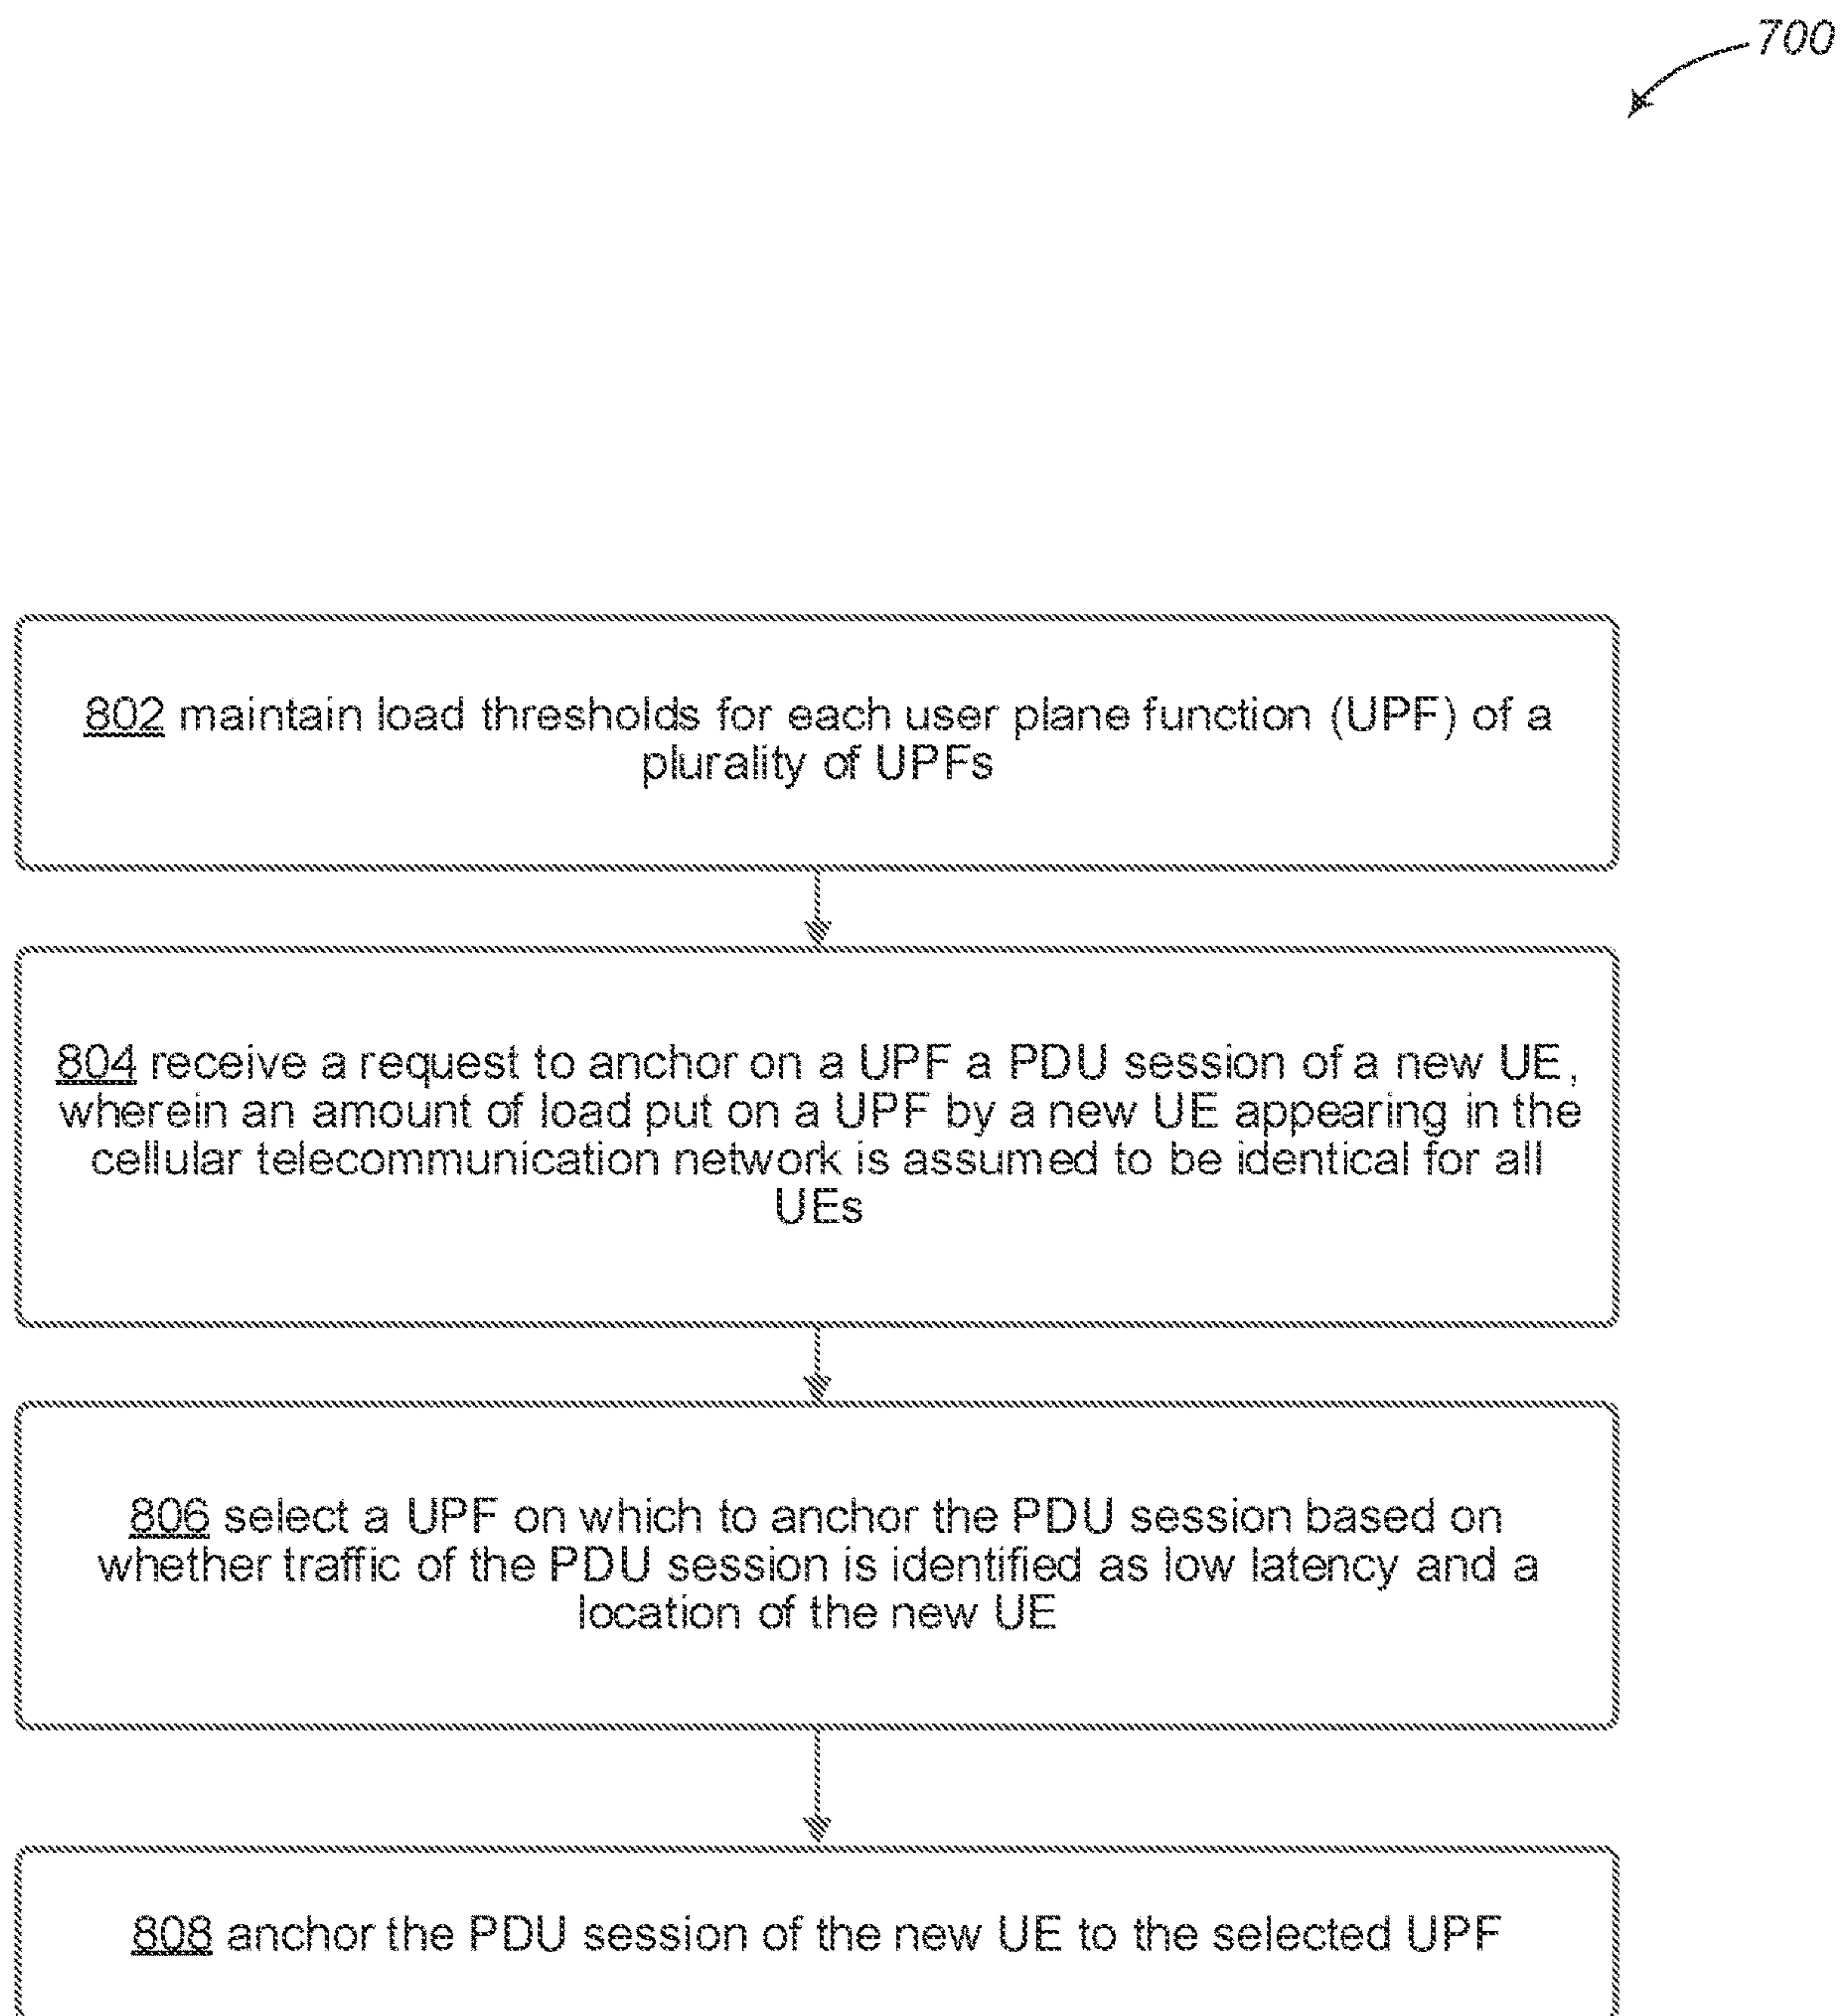 700
802 maintain load thresholds for each user plane function (UPF) of a
plurality of UPFs
804 receive a request to anchor on a UPF a PDU session of a new UE,
wherein an amount of load put on a UPF by a new UE appearing in the
cellular telecommunication network is assumed to be identical for all
UEs
806 select a UPF on which to anchor the PDU session based on
whether traffic of the PDU session is identified as low latency and a
location of the new UE
808 anchor the PDU session of the new UE to the selected UPF